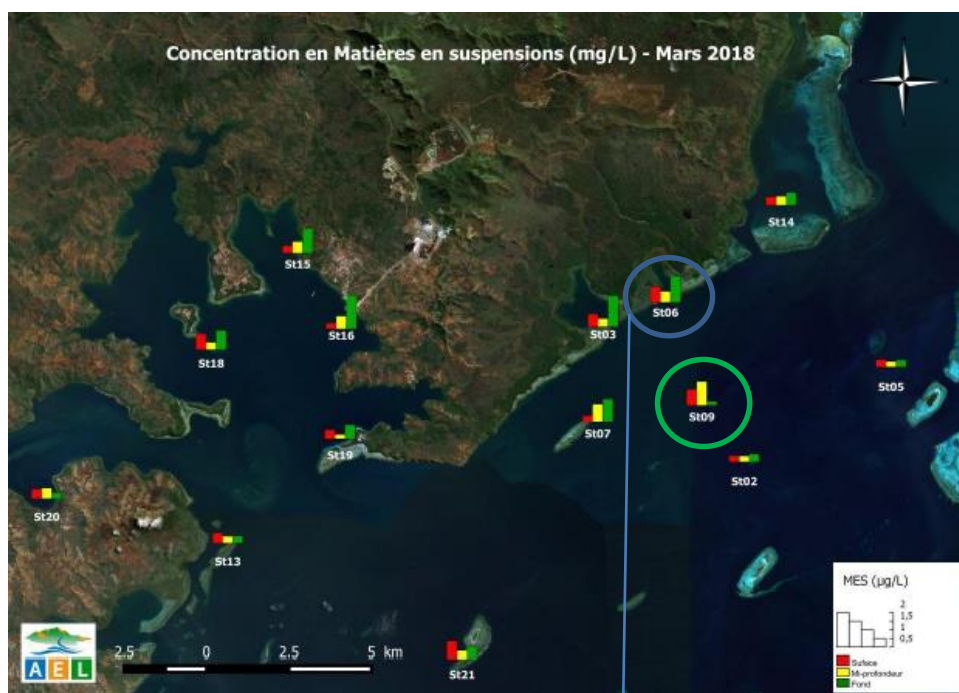 Concentration en Matières en suspensions (mg/L) - Mars 2018
St14
St15
St06
St16
St03
St18
St05
St09
St07
St19
St02
St20
St13
MES (µg/L)
2
1,5
1
0,5
Suface
Mi-profondeur
Fond
2.5 0 2.5 5 km
AEL
St21